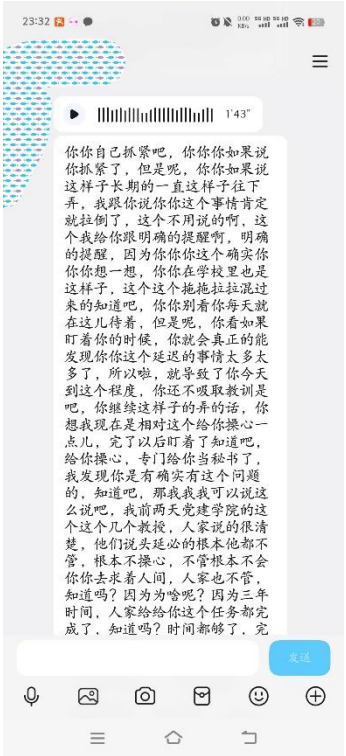 23:32
1'43"
你你自己抓紧吧，你你你如果说
你抓紧了，但是呢，你你如果说
这样子长期的一直这样子往下
弄，我跟你说你你这个事情肯定
就拉倒了，这个不用说的啊，这
个我给你跟明确的提醒啊，明确
的提醒，因为你你你这个确实你
你你想一想，你你在学校里也是
这样子，这个这个拖拖拉拉混过
来的知道吧，你你别看你每天就
在这儿待着，但是呢，你看如果
盯着你的时候，你就会真正的能
发现你你这个延迟的事情太多太
多了，所以啦，就导致了你今天
到这个程度，你还不吸取教训是
吧，你继续这样子的弄的话，你
想我现在是相对这个给你操心一
点儿，完了以后盯着了知道吧，
给你操心，专门给你当秘书了，
我发现你是有确实有这个问题
的，知道吧，那我我我可以说这
么说吧，我前两天党建学院的这
个这个几个教授，人家说的很清
楚，他们说头延必的根本他都不
管，根本不操心，不管根本不会
你你去求着人间，人家也不管，
知道吗？因为为啥呢？因为三年
时间，人家给给你这个任务都完
成了，知道吗？时间都够了，完
发送